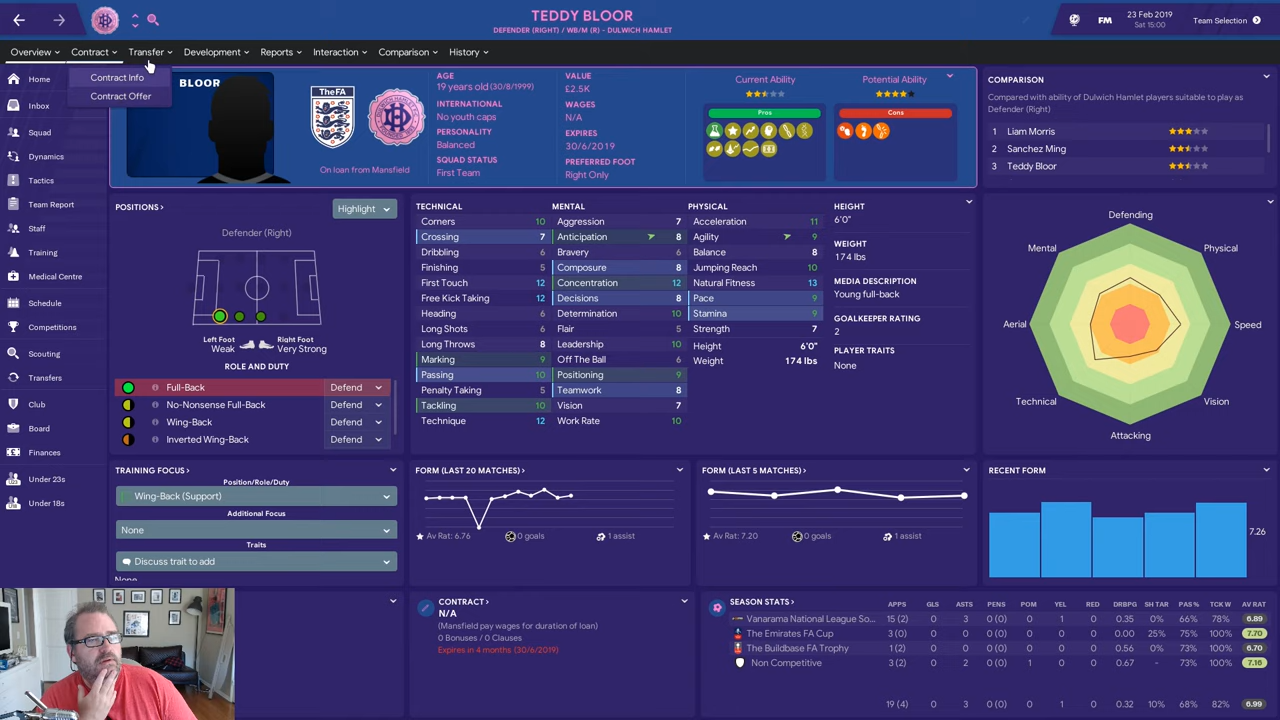 TEDDY BLOOR
DEFENDER (RIGHT) / WB/M (R) - DULWICH HAMLET
FM
23 Feb 2019
Sat 15:00
Team Selection
Overview Contract Transfer Development Reports Interaction Comparison History
Contract Info
Contract Offer
Home
Inbox
Squad
Dynamics
Tactics
Team Report
Staff
Training
Medical Centre
Schedule
Competitions
Scouting
Transfers
Club
Board
Finances
Under 23s
Under 18s
BLOOR
TheFA
On loan from Mansfield
AGE
19 years old (30/8/1999)
INTERNATIONAL
No youth caps
PERSONALITY
Balanced
SQUAD STATUS
First Team
VALUE
£2.5K
WAGES
N/A
EXPIRES
30/6/2019
PREFERRED FOOT
Right Only
Current Ability
Pros
Potential Ability
Cons
COMPARISON
Compared with ability of Dulwich Hamlet players suitable to play as
Defender (Right)
1 Liam Morris
2 Sanchez Ming
3 Teddy Bloor
POSITIONS
Highlight
Defender (Right)
Left Foot
Weak
Right Foot
Very Strong
ROLE AND DUTY
Full-Back Defend
No-Nonsense Full-Back Defend
Wing-Back Defend
Inverted Wing-Back Defend
TECHNICAL
Corners 10
Crossing 7
Dribbling 6
Finishing 5
First Touch 12
Free Kick Taking 12
Heading 6
Long Shots 6
Long Throws 8
Marking 9
Passing 10
Penalty Taking 5
Tackling 10
Technique 12
MENTAL
Aggression 7
Anticipation 8
Bravery 6
Composure 8
Concentration 12
Decisions 8
Determination 10
Flair 5
Leadership 10
Off The Ball 6
Positioning 9
Teamwork 8
Vision 7
Work Rate 10
PHYSICAL
Acceleration 11
Agility 9
Balance 8
Jumping Reach 10
Natural Fitness 13
Pace 9
Stamina 9
Strength 7
Height 6'0"
Weight 174 lbs
HEIGHT
6'0"
WEIGHT
174 lbs
MEDIA DESCRIPTION
Young full-back
GOALKEEPER RATING
2
PLAYER TRAITS
None
Defending
Physical
Speed
Vision
Attacking
Technical
Aerial
Mental
TRAINING FOCUS
Position/Role/Duty
Wing-Back (Support)
Additional Focus
None
Traits
Discuss trait to add
None
FORM (LAST 20 MATCHES)
Av Rat: 6.76 0 goals 1 assist
FORM (LAST 5 MATCHES)
Av Rat: 7.20 0 goals 1 assist
RECENT FORM
7.26
CONTRACT
N/A
(Mansfield pay wages for duration of loan)
0 Bonuses / 0 Clauses
Expires in 4 months (30/6/2019)
SEASON STATS APPS GLS ASTS PENS POM YEL RED DRBPG SH TAR PAS % TCK W AV RAT
Vanarama National League So... 15 (2) 0 3 0 (0) 0 1 0 0.35 0% 66% 78% 6.89
The Emirates FA Cup 3 (0) 0 0 0 (0) 0 0 0 0.00 25% 75% 100% 7.70
The Buildbase FA Trophy 1 (2) 0 0 0 (0) 0 0 0 0.56 0% 73% 100% 6.70
Non Competitive 3 (2) 0 2 0 (0) 1 0 0 0.67 - 73% 100% 7.16
19 (4) 0 3 0 (0) 0 1 0 0.32 10% 68% 82% 6.99